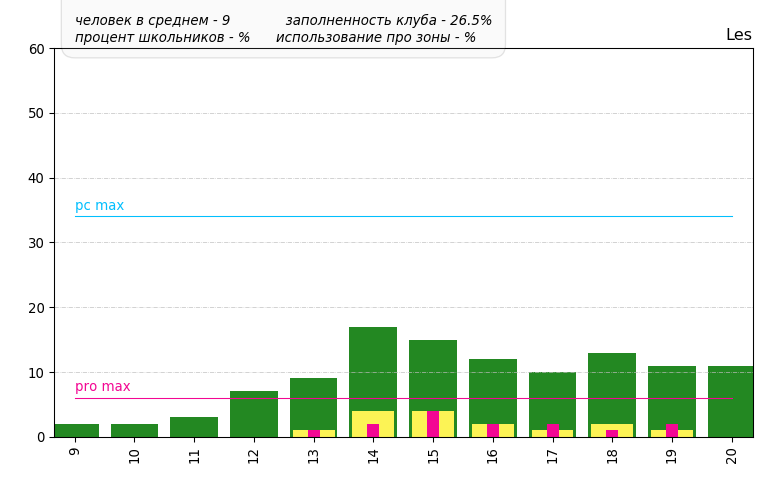 человек в среднем - 9 заполненность клуба - 26.5%
процент школьников - % использование про зоны - %
Les
60
50
40
pc max
30
20
10
pro max
0
9 10 11 12 13 14 15 16 17 18 19 20